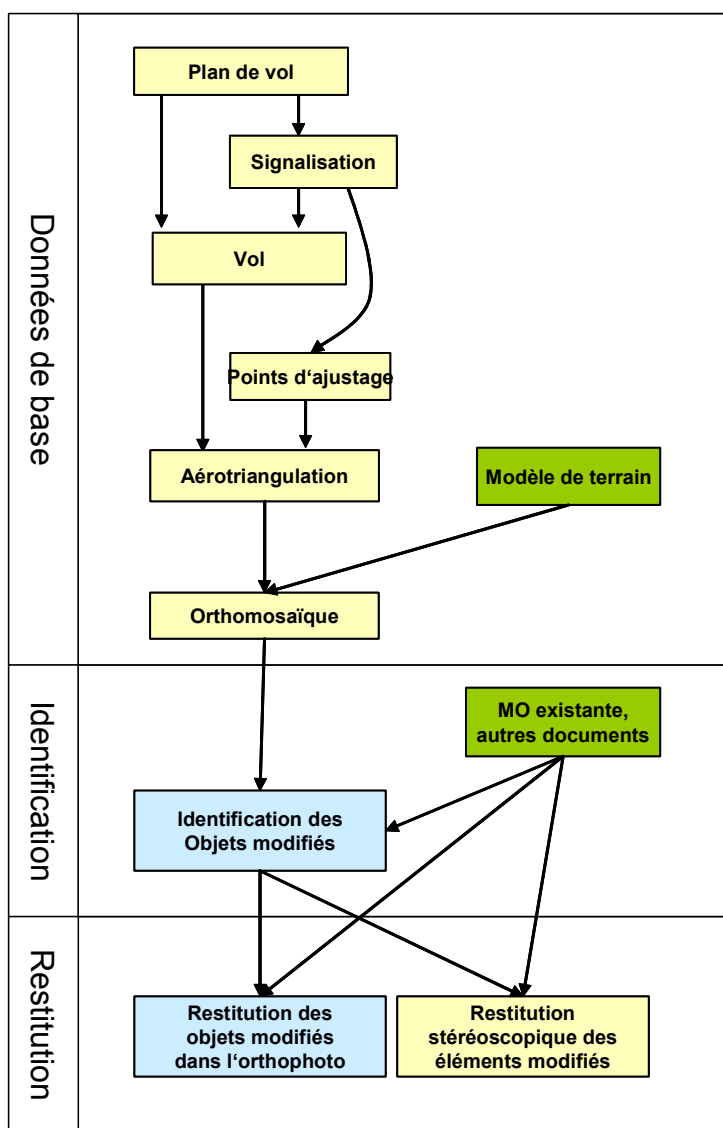 Données de base
Plan de vol
Signalisation
Vol
Points d‘ajustage
Aérotriangulation
Modèle de terrain
Orthomosaïque
Identification
MO existante,
autres documents
Identification des
Objets modifiés
Restitution
Restitution des
objets modifiés
dans l‘orthophoto
Restitution
stéréoscopique des
éléments modifiés